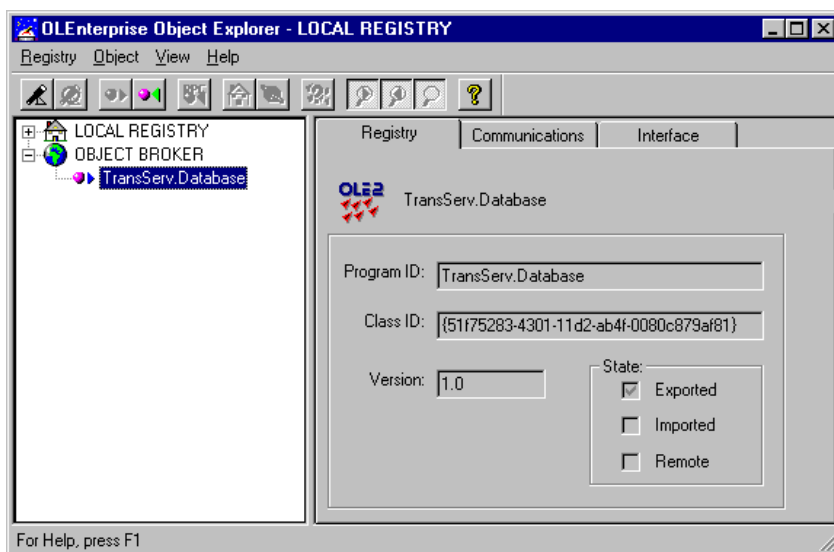 OLEnterprise Object Explorer - LOCAL REGISTRY
Registry Object View Help
LOCAL REGISTRY
OBJECT BROKER
TransServ.Database
Registry Communications Interface
OLE2
TransServ.Database
Program ID: TransServ.Database
Class ID: {51f75283-4301-11d2-ab4f-0080c879af81}
Version: 1.0
State:
Exported
Imported
Remote
For Help, press F1